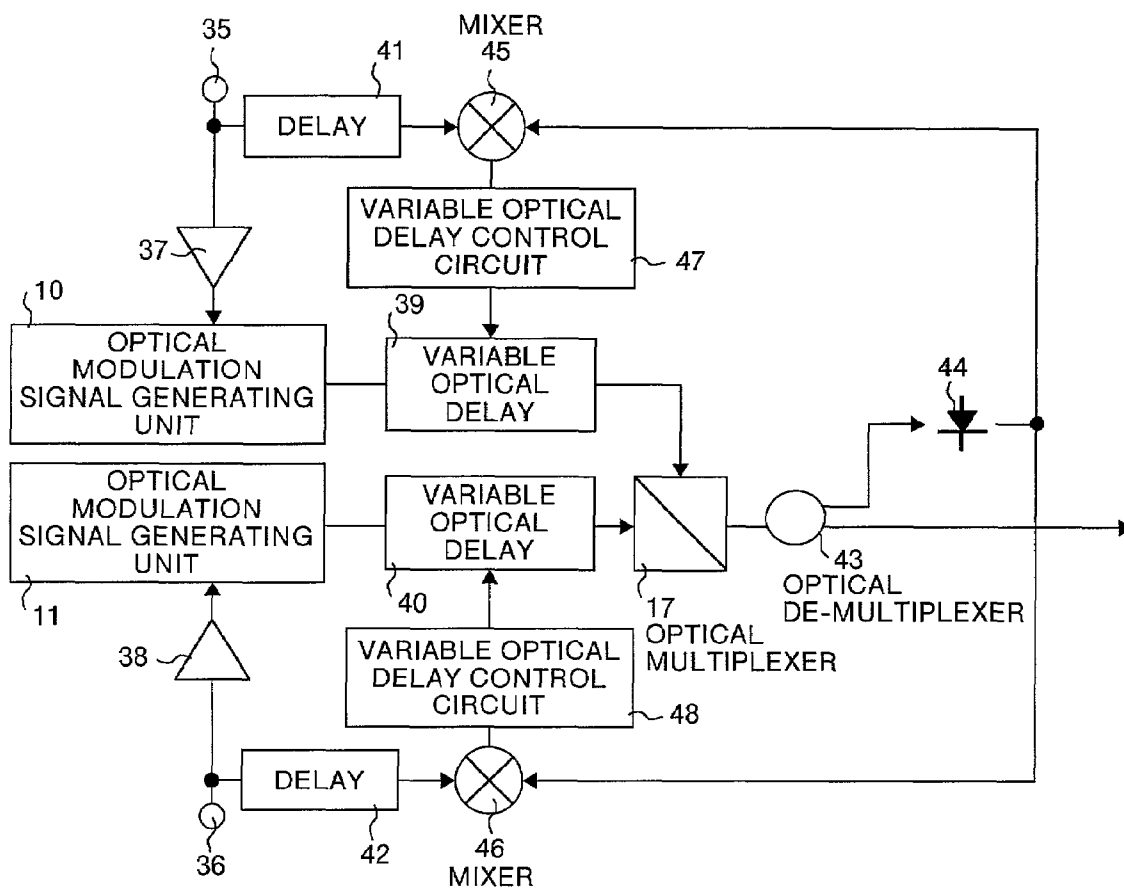 35
41
MIXER
45
DELAY
VARIABLE OPTICAL
DELAY CONTROL
CIRCUIT
47
37
10
39
OPTICAL
MODULATION
SIGNAL GENERATING
UNIT
VARIABLE
OPTICAL
DELAY
44
OPTICAL
MODULATION
SIGNAL GENERATING
UNIT
VARIABLE
OPTICAL
DELAY
11
40
17
OPTICAL
MULTIPLEXER
43
OPTICAL
DE-MULTIPLEXER
38
VARIABLE OPTICAL
DELAY CONTROL
CIRCUIT
48
DELAY
36
42
46
MIXER